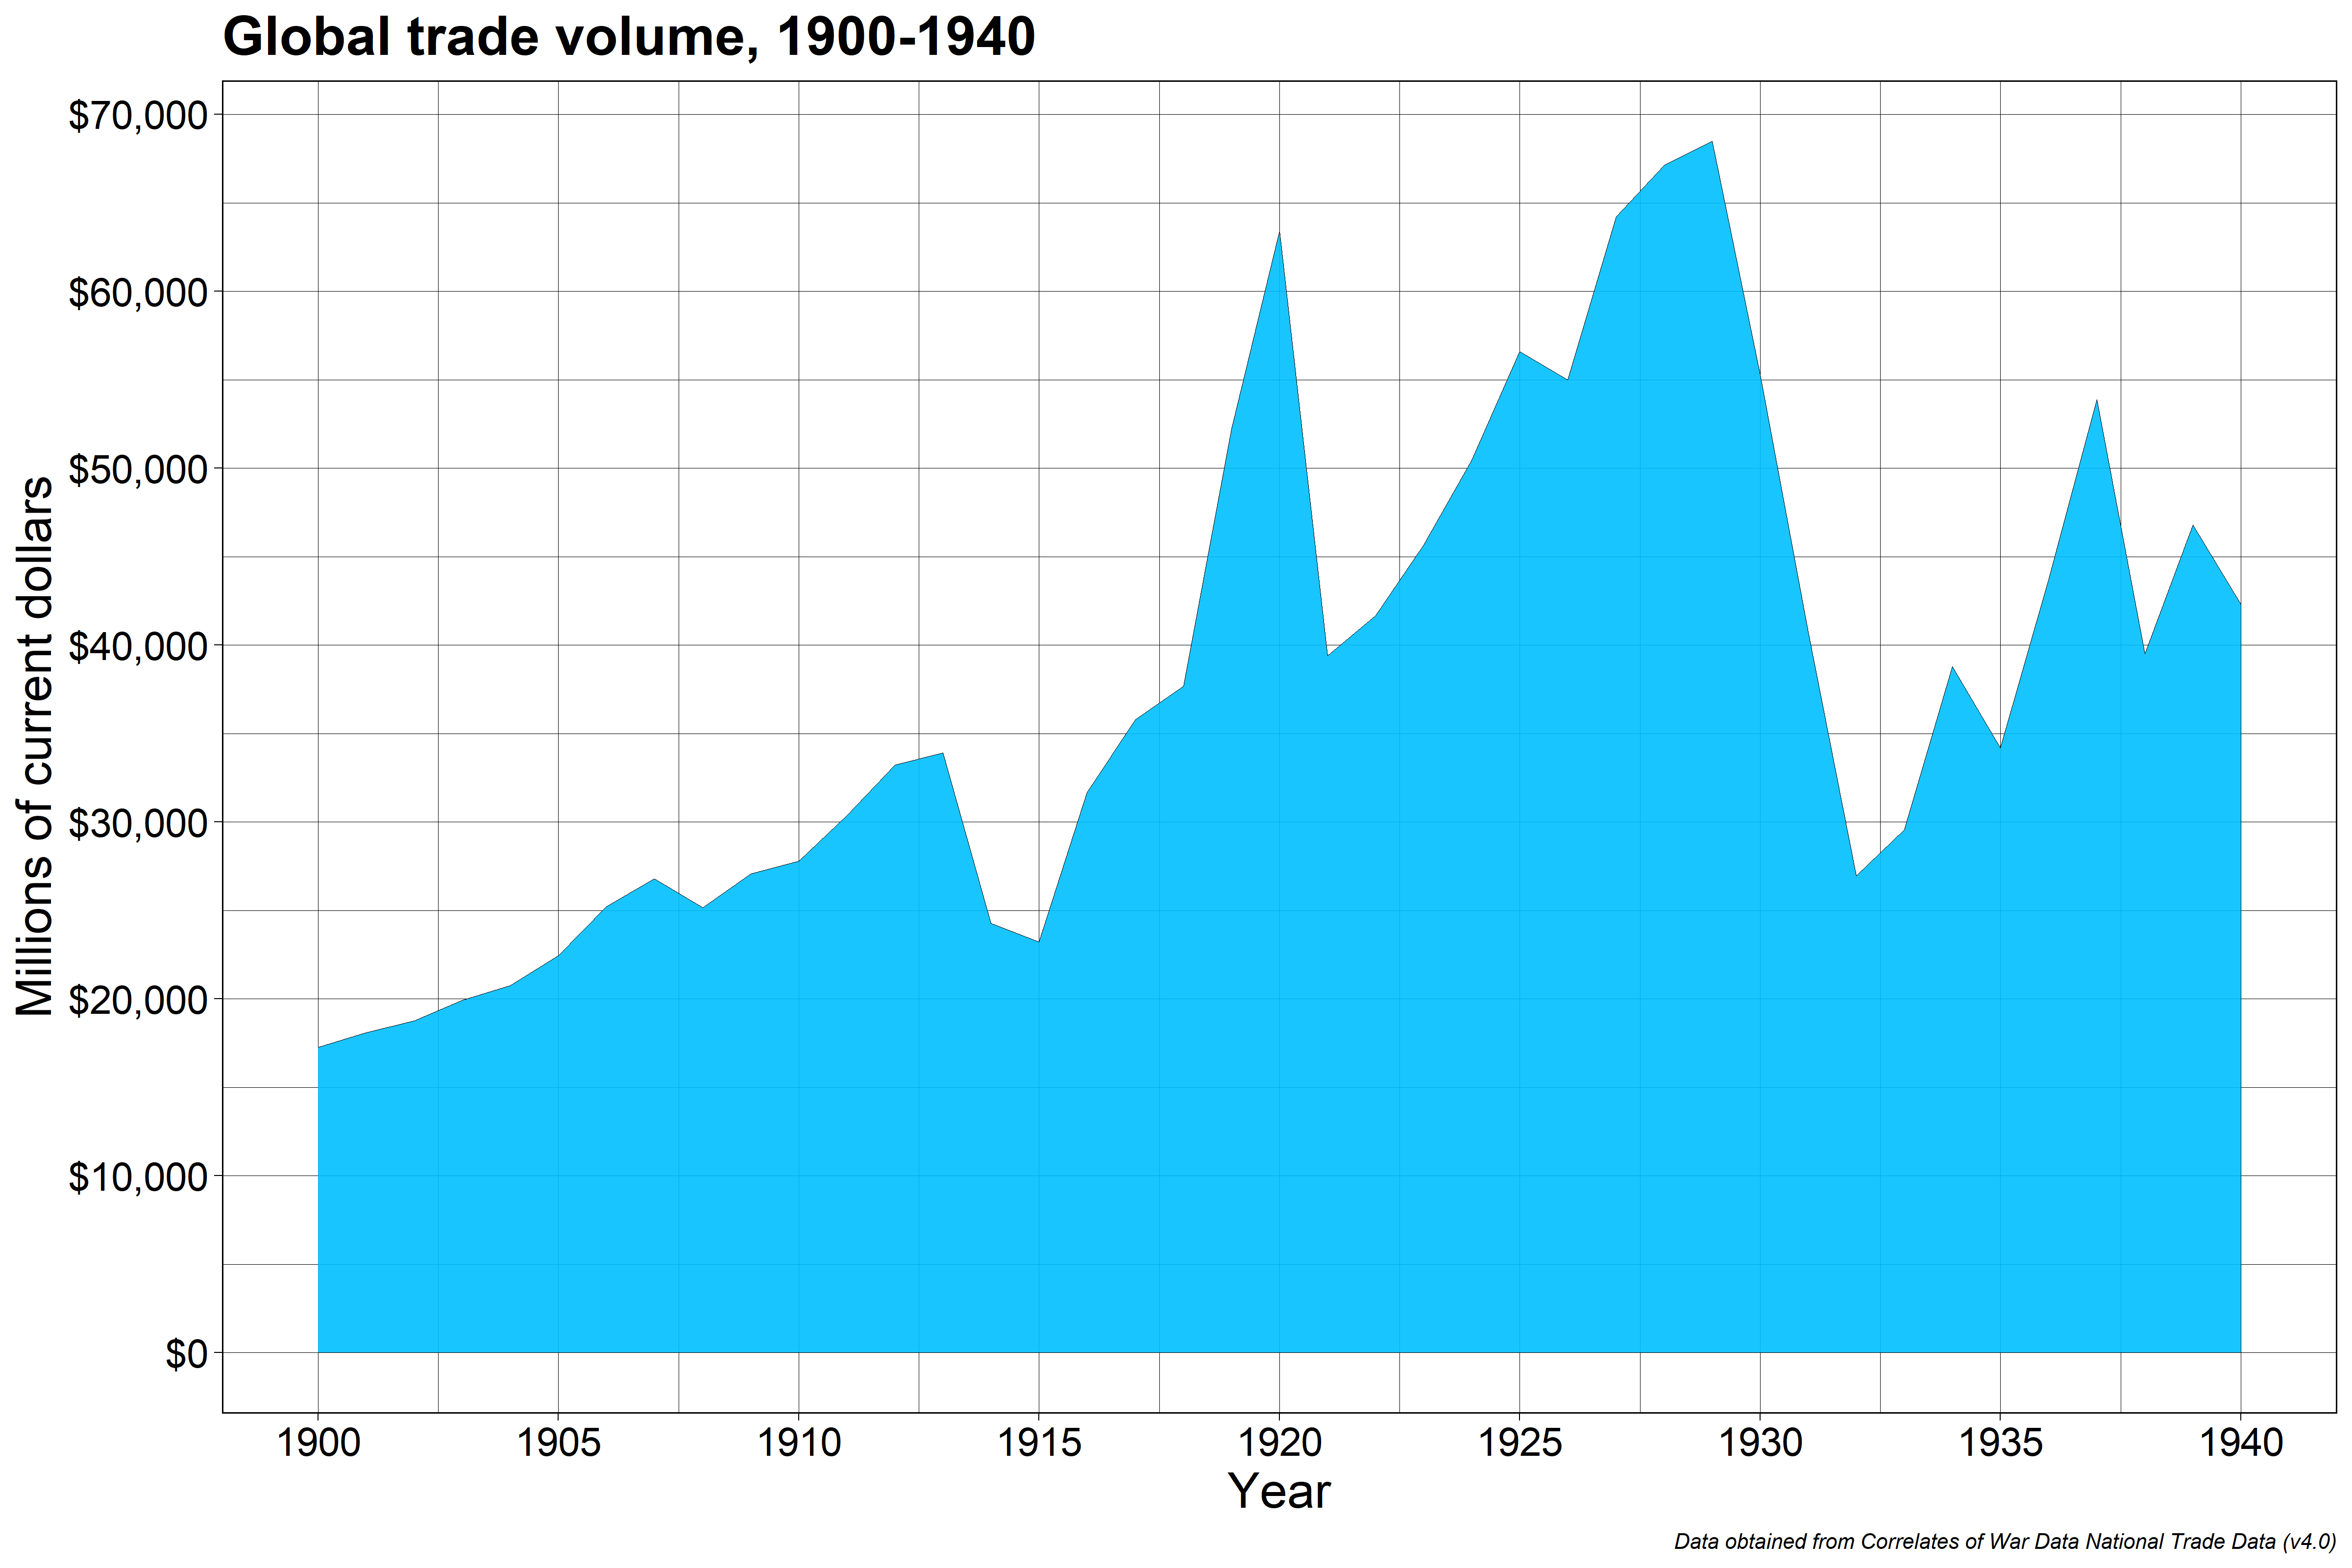 Global trade volume, 1900-1940
Millions of current dollars
$70,000
$60,000
$50,000
$40,000
$30,000
$20,000
$10,000
$0
1900 1905 1910 1915 1920 1925 1930 1935 1940
Year
Data obtained from Correlates of War Data National Trade Data (v4.0)